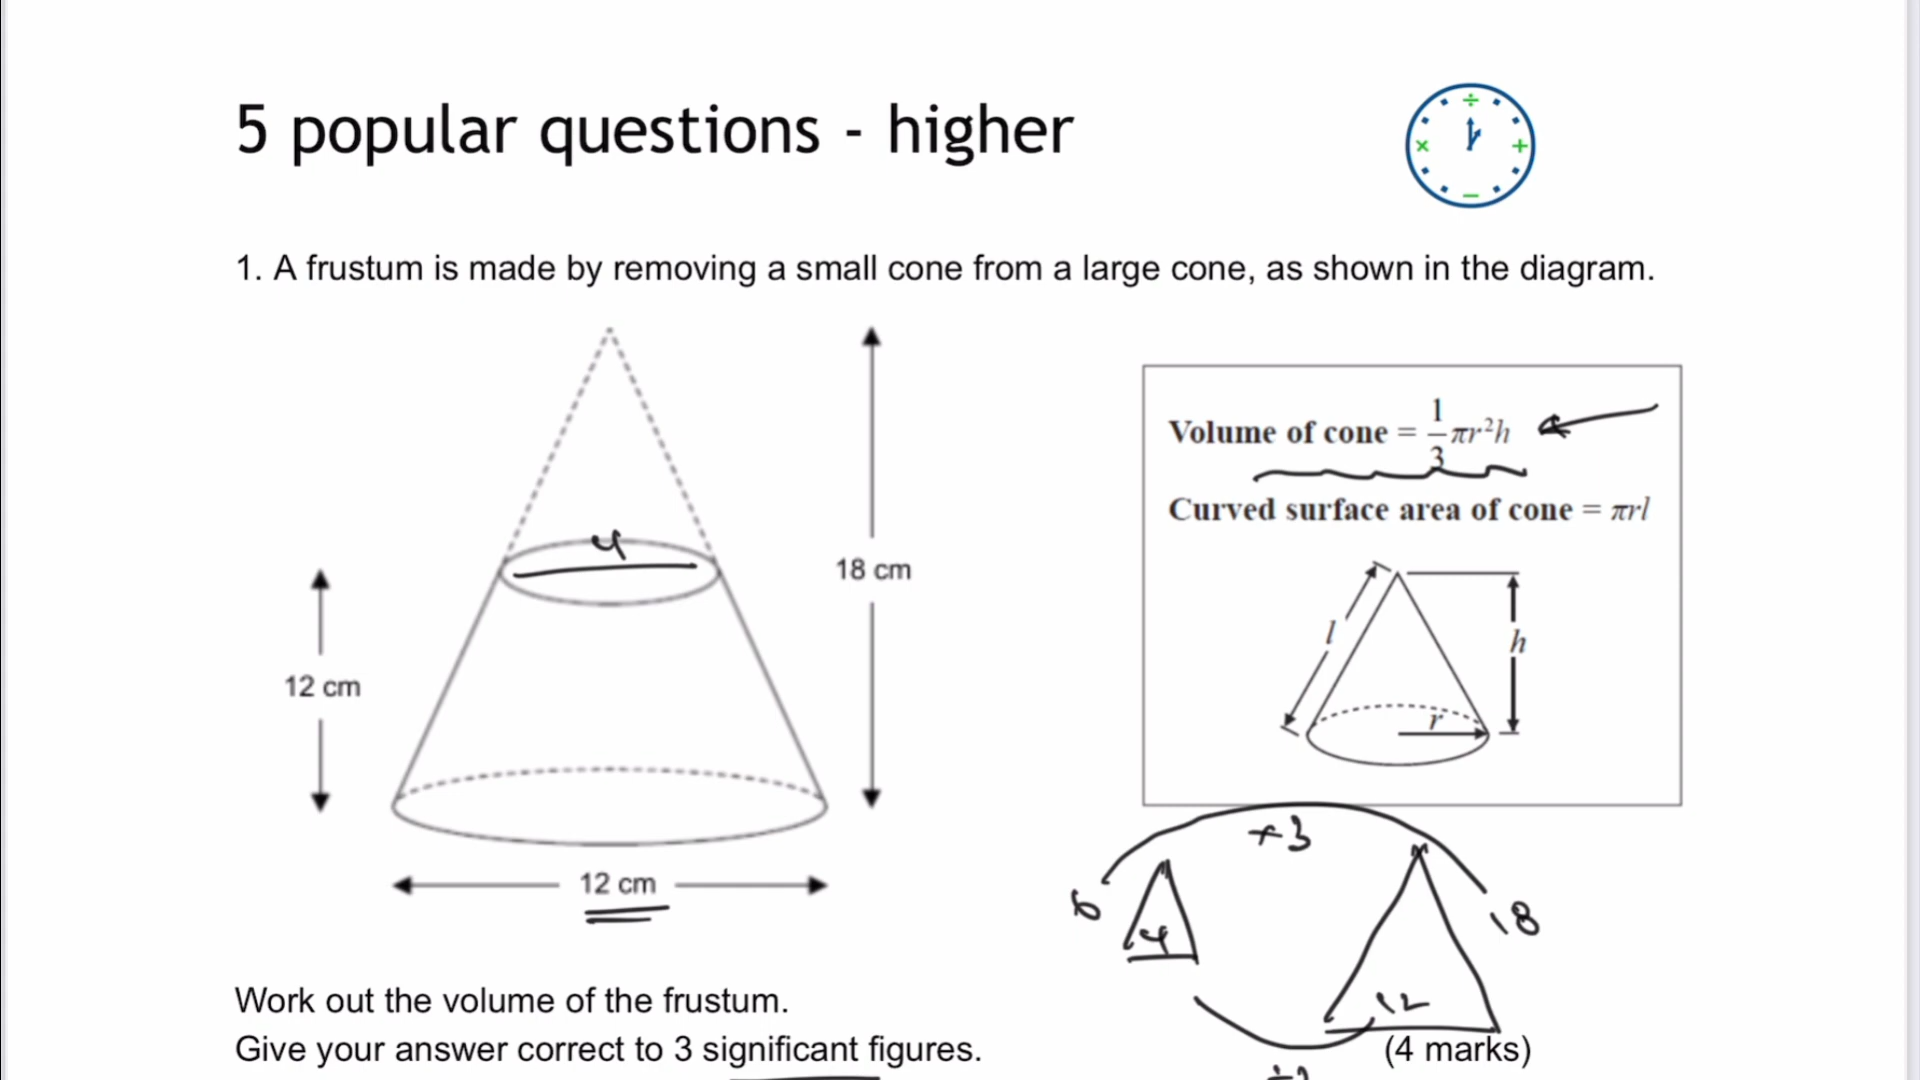 5 popular questions - higher
÷
× +
−
1. A frustum is made by removing a small cone from a large cone, as shown in the diagram.
Volume of cone = 1/3 πr²h
Curved surface area of cone = πrl
4
18 cm
12 cm
l
h
r
12 cm
×3
6
4
18
12
Work out the volume of the frustum.
Give your answer correct to 3 significant figures.
(4 marks)